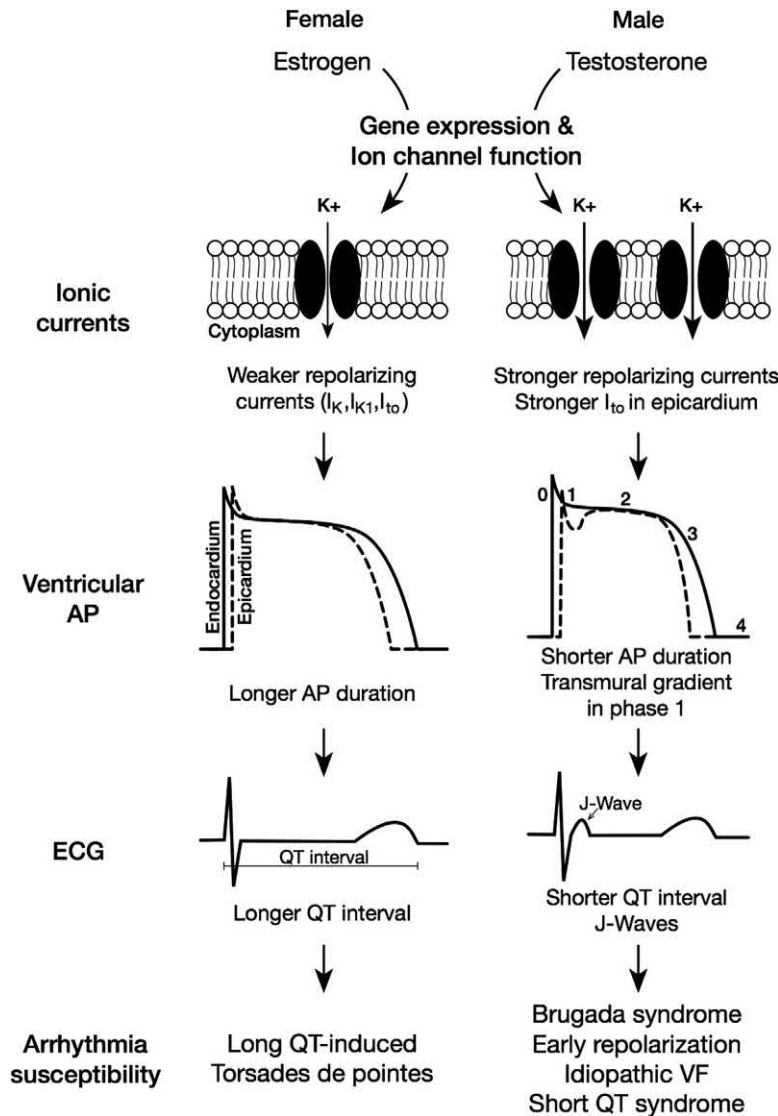 Female
Male
Estrogen
Testosterone
Gene expression &
Ion channel function
K+
K+
K+
Ionic
currents
Cytoplasm
Weaker repolarizing
currents (IK,IK1,Ito)
Stronger repolarizing currents
Stronger Ito in epicardium
Ventricular
AP
Endocardium
Epicardium
0
1
2
3
4
Longer AP duration
Shorter AP duration
Transmural gradient
in phase 1
ECG
QT interval
J-Wave
Longer QT interval
Shorter QT interval
J-Waves
Arrhythmia
susceptibility
Long QT-induced
Torsades de pointes
Brugada syndrome
Early repolarization
Idiopathic VF
Short QT syndrome